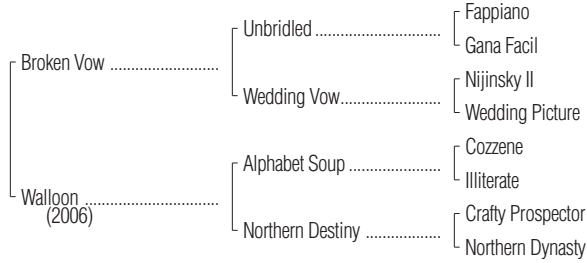 Fappiano
Unbridled ........................
Gana Facil
Broken Vow ........................
Nijinsky II
Wedding Vow....................
Wedding Picture
Cozzene
Alphabet Soup ..................
Illiterate
Walloon ............................
(2006)
Crafty Prospector
Northern Destiny ...............
Northern Dynasty